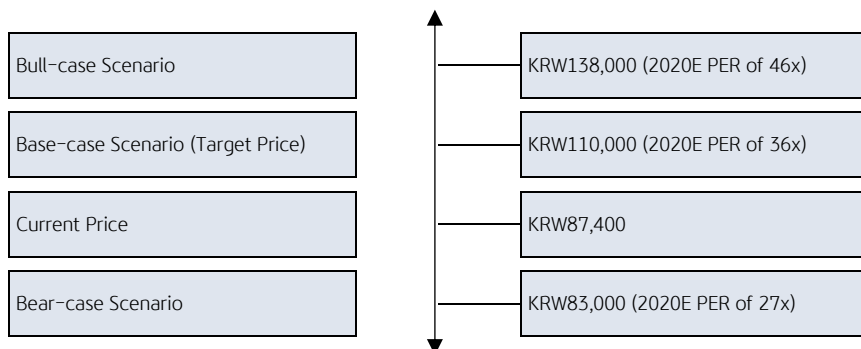 Bull-case Scenario
KRW138,000 (2020E PER of 46x)
Base-case Scenario (Target Price)
KRW110,000 (2020E PER of 36x)
Current Price
KRW87,400
Bear-case Scenario
KRW83,000 (2020E PER of 27x)